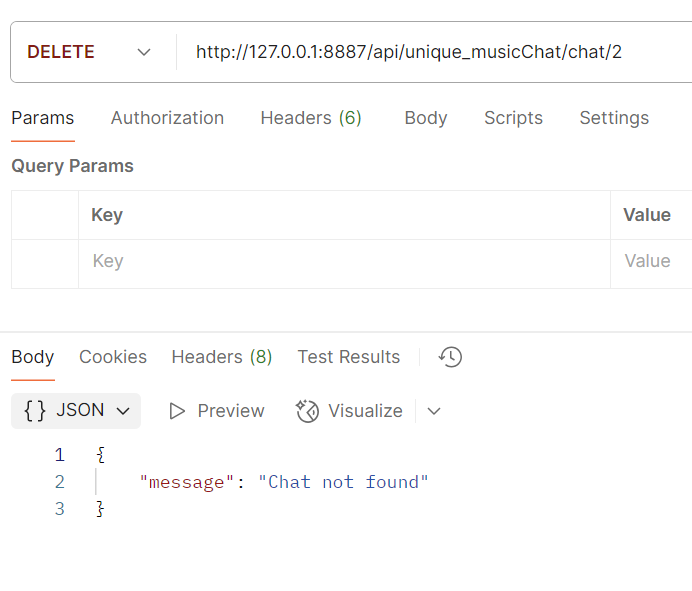 DELETE http://127.0.0.1:8887/api/unique_musicChat/chat/2
Params Authorization Headers (6) Body Scripts Settings
Query Params
Key Value
Key Value
Body Cookies Headers (8) Test Results
{} JSON Preview Visualize
1 {
2 "message": "Chat not found"
3 }